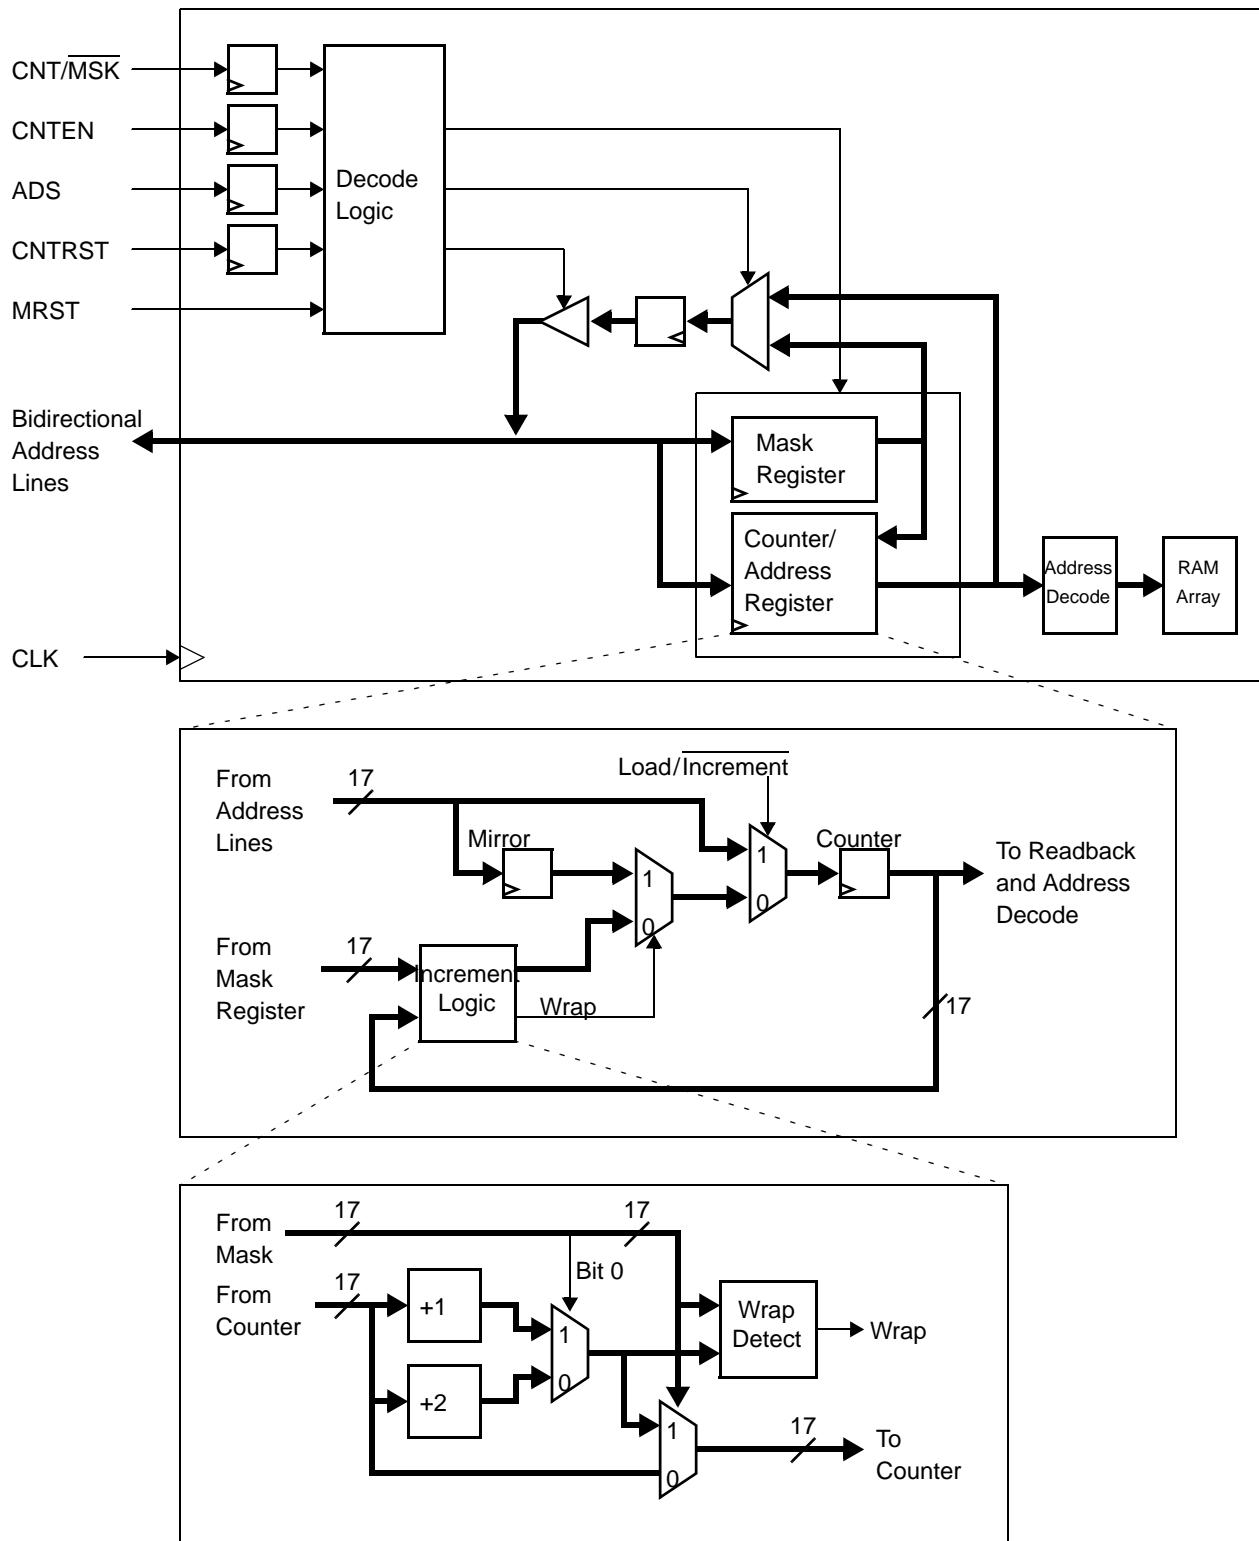 CNT/MSK
CNTEN
ADS
CNTRST
MRST
Decode
Logic
Bidirectional
Address
Lines
Mask
Register
Counter/
Address
Register
Address
Decode
RAM
Array
CLK
From
Address
Lines
17
Load/Increment
Mirror
Counter
1
0
1
0
To Readback
and Address
Decode
From
Mask
Register
17
Increment
Logic
Wrap
17
From
Mask
17
17
Bit 0
From
Counter
17
+1
+2
1
0
Wrap
Detect
Wrap
1
0
17
To
Counter